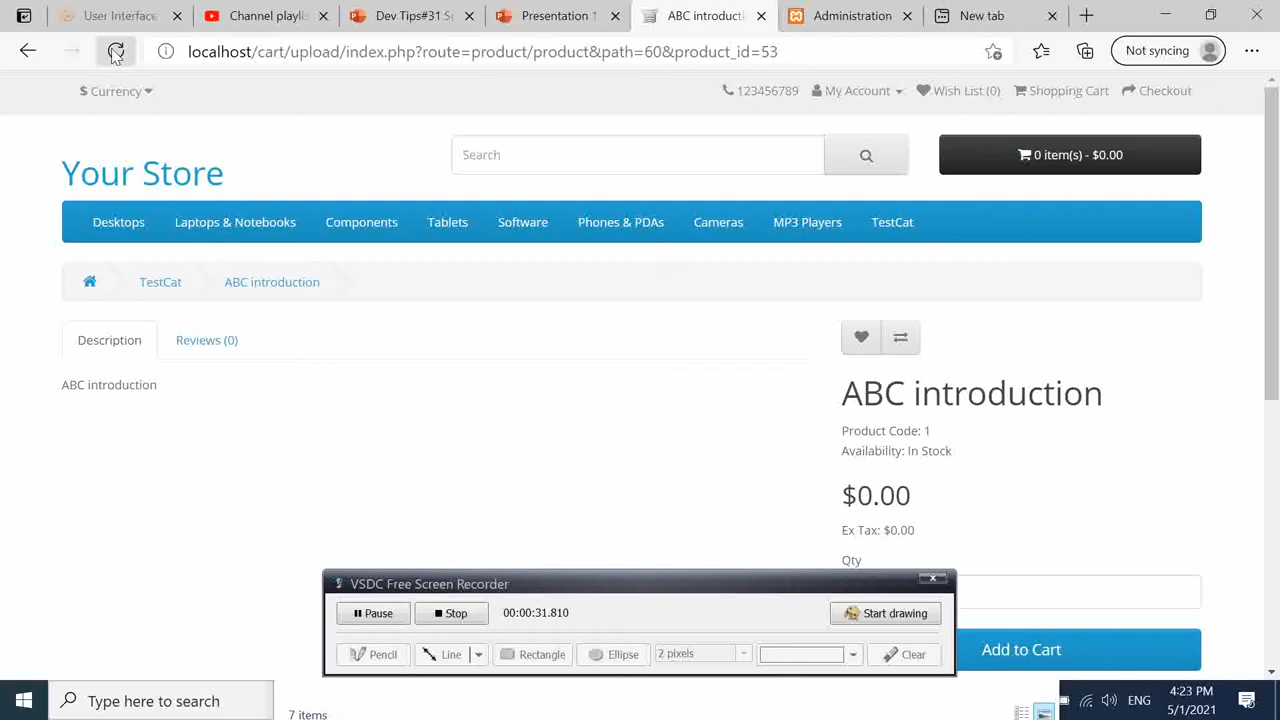 User Interface
Channel playlis
Dev Tips#31 S
Presentation 1
ABC introducti
Administration
New tab
localhost/cart/upload/index.php?route=product/product&path=60&product_id=53
Not syncing
$ Currency
123456789
My Account
Wish List (0)
Shopping Cart
Checkout
Your Store
Search
0 item(s) - $0.00
Desktops
Laptops & Notebooks
Components
Tablets
Software
Phones & PDAs
Cameras
MP3 Players
TestCat
TestCat
ABC introduction
Description
Reviews (0)
ABC introduction
ABC introduction
Product Code: 1
Availability: In Stock
$0.00
Ex Tax: $0.00
Qty
Add to Cart
VSDC Free Screen Recorder
Pause
Stop
00:00:31.810
Start drawing
Pencil
Line
Rectangle
Ellipse
2 pixels
Clear
Type here to search
7 items
ENG
4:23 PM
5/1/2021